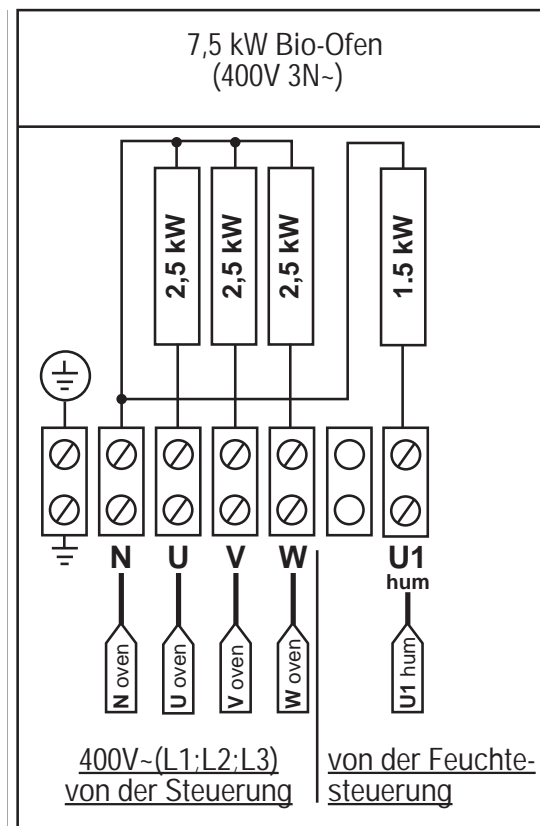 7,5 kW Bio-Ofen
(400V 3N~)
2,5 kW
2,5 kW
2,5 kW
1.5 kW
N U V W U1
hum
N oven
U oven
V oven
W oven
U1 hum
400V~(L1;L2;L3)
von der Steuerung
von der Feuchte-
steuerung